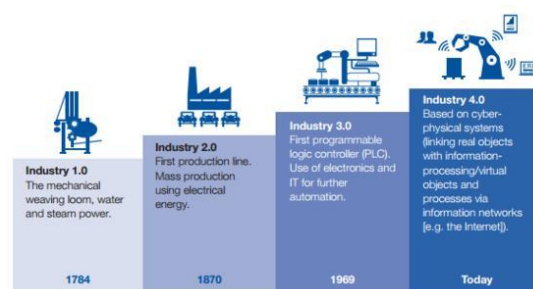 Industry 1.0
The mechanical
weaving loom, water
and steam power.
1784
Industry 2.0
First production line.
Mass production
using electrical
energy.
1870
Industry 3.0
First programmable
logic controller (PLC).
Use of electronics and
IT for further
automation.
1969
Industry 4.0
Based on cyber-
physical systems
(linking real objects
with information-
processing/virtual
objects and
processes via
information networks
[e.g. the Internet]).
Today